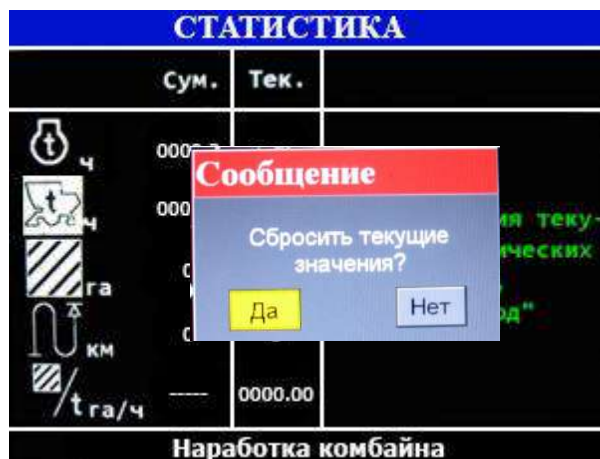 СТАТИСТИКА
Сум. Тек.
t ч
Сообщение
t ч
Сбросить текущие
значения?
га
Да Нет
км
t га/ч ----- 0000.00
Наработка комбайна